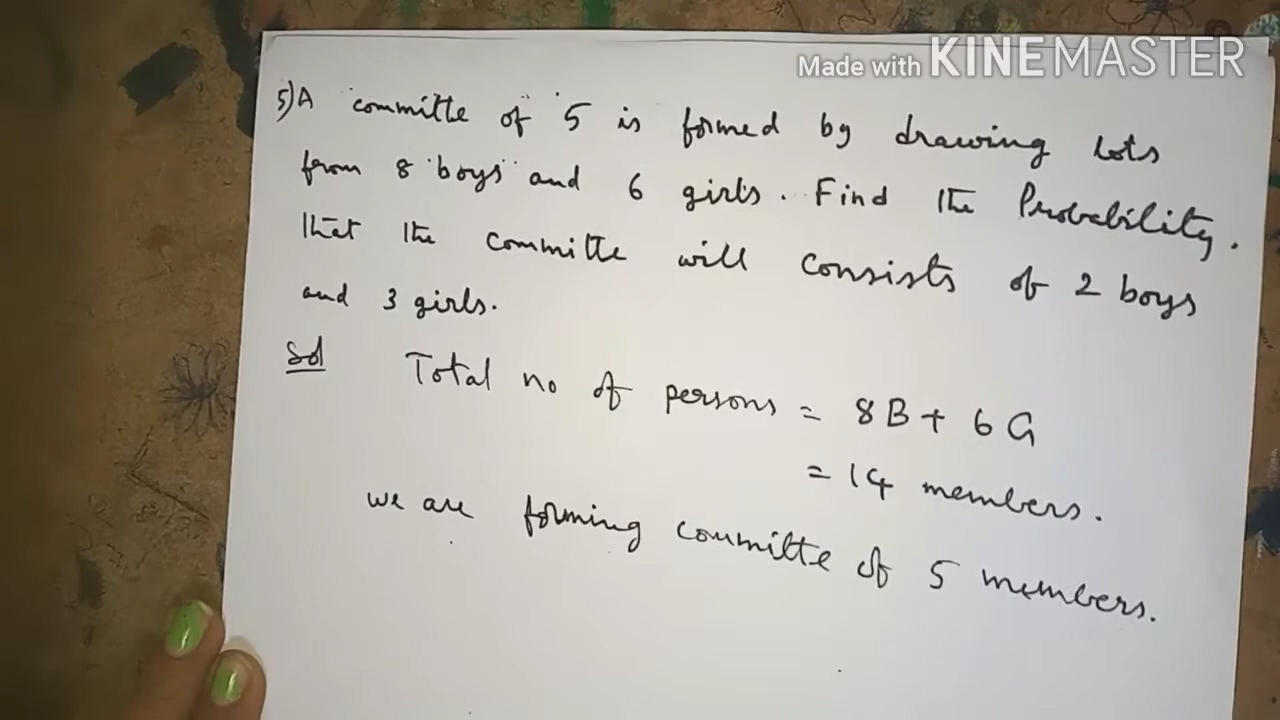 Made with KINEMASTER
5) A committe of 5 is formed by drawing lots
from 8 boys and 6 girls. Find the Probability.
that the committe will consists of 2 boys
and 3 girls.
Sol Total no of persons = 8B + 6G
= 14 members.
we are forming committe of 5 members.